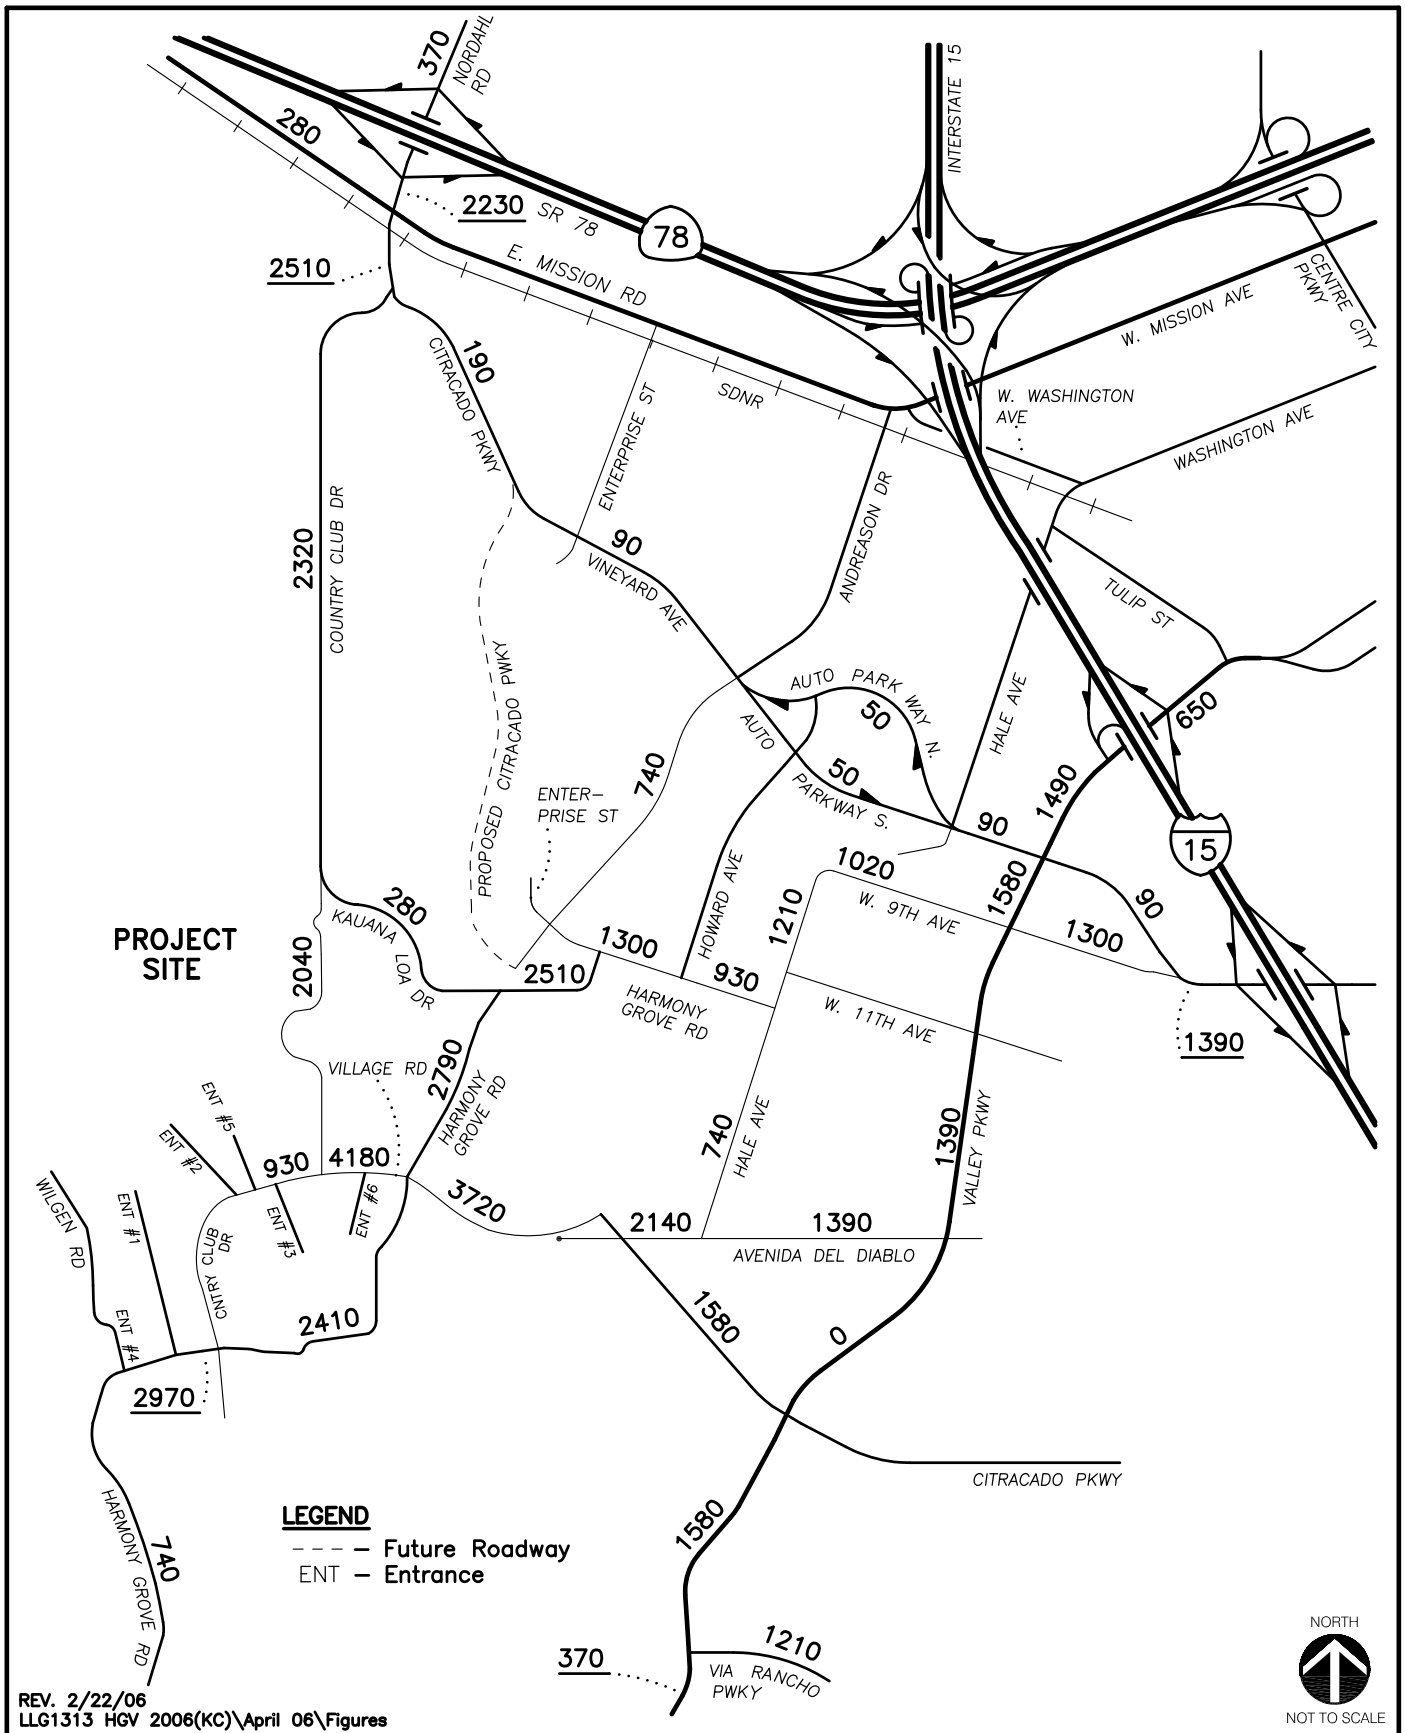 370
NORDAHL
RD
INTERSTATE 15
280
2230
SR 78
78
2510
E. MISSION RD
CENTRE CITY
PKWY
W. MISSION AVE
CITRACADO PKWY
190
SDNR
W. WASHINGTON
AVE
WASHINGTON AVE
ENTERPRISE ST
2320
COUNTRY CLUB DR
90
VINEYARD AVE
ANDREASON DR
TULIP ST
PROPOSED CITRACADO PWKY
AUTO PARK WAY N.
50
HALE AVE
650
AUTO
PARKWAY S.
740
50
1490
ENTER-
PRISE ST
90
15
1020
1580
280
KAUANA
LOA DR
HOWARD AVE
1210
W. 9TH AVE
90
1300
PROJECT
SITE
2040
1300
2510
930
HARMONY
GROVE RD
W. 11TH AVE
1390
VILLAGE RD
2790
HARMONY
GROVE RD
740
HALE AVE
1390
VALLEY PKWY
ENT #5
ENT #2
930
4180
WILGEN RD
ENT #1
ENT #3
ENT #6
3720
2140
1390
AVENIDA DEL DIABLO
CNTRY CLUB
DR
ENT #4
2410
1580
0
2970
CITRACADO PKWY
HARMONY GROVE RD
740
1580
LEGEND
---- – Future Roadway
ENT – Entrance
370
1210
VIA RANCHO
PWKY
NORTH
NOT TO SCALE
REV. 2/22/06
LLG1313 HGV 2006(KC)\April 06\Figures